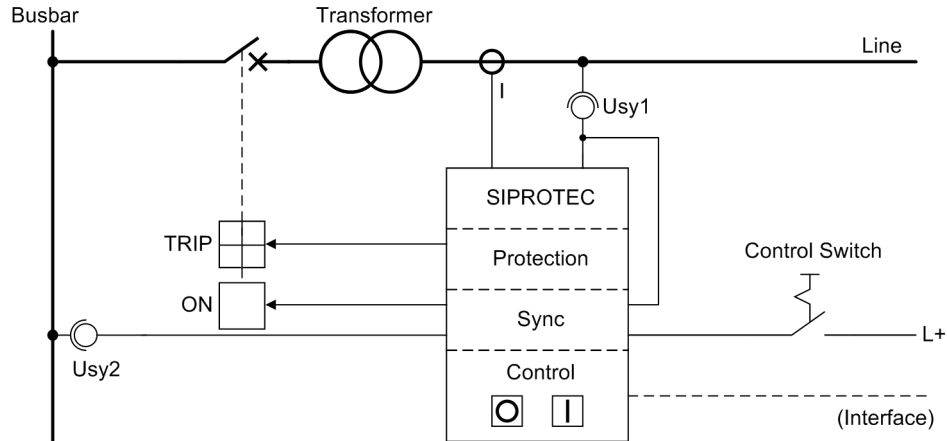 Busbar
Transformer
Line
I
Usy1
SIPROTEC
TRIP
Protection
Control Switch
ON
Sync
L+
Usy2
Control
O I
(Interface)